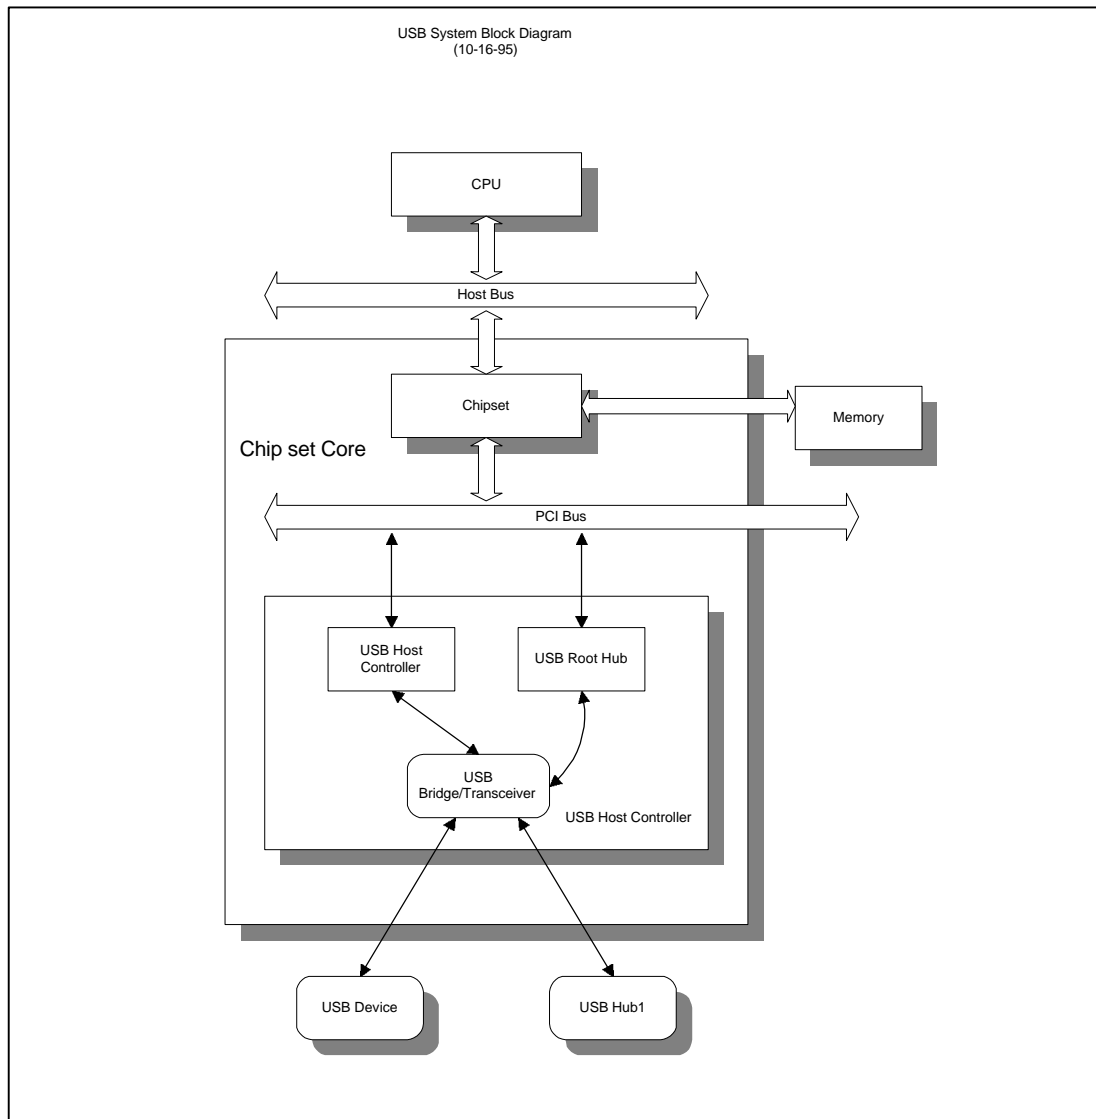 USB System Block Diagram
(10-16-95)
CPU
Host Bus
Chipset
Memory
Chip set Core
PCI Bus
USB Host
Controller
USB Root Hub
USB
Bridge/Transceiver
USB Host Controller
USB Device
USB Hub1